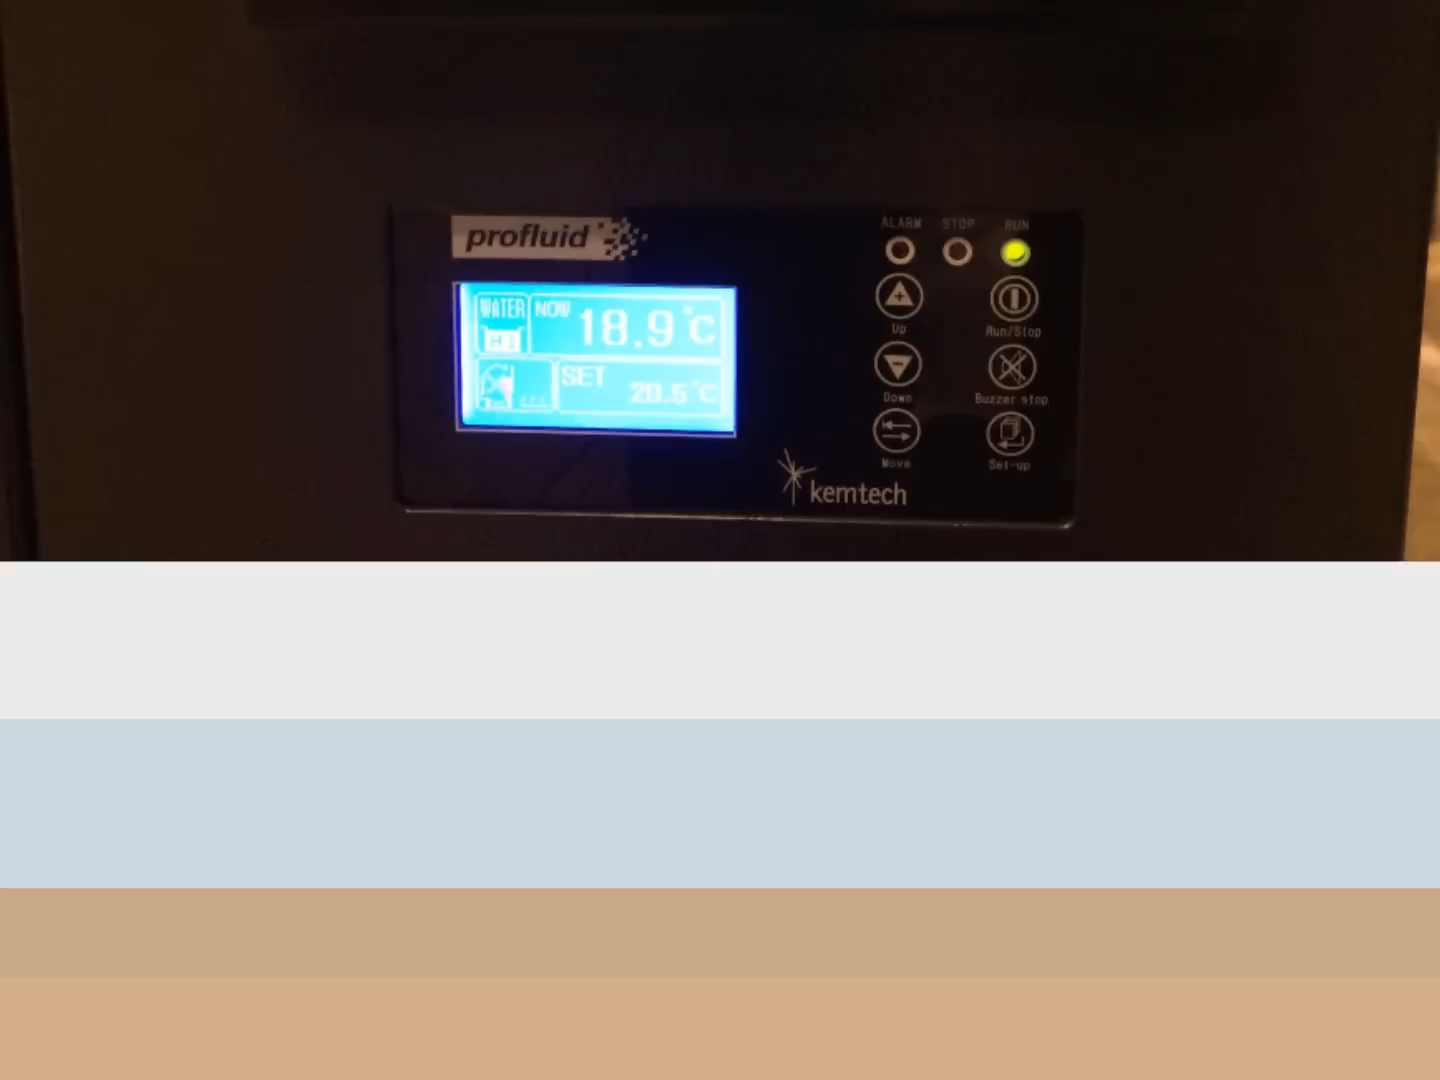 profluid
ALARM STOP RUN
WATER NOW 18.9°C
HI
SET 20.5°C
Up Run/Stop
Down Buzzer stop
Move Set-up
kemtech